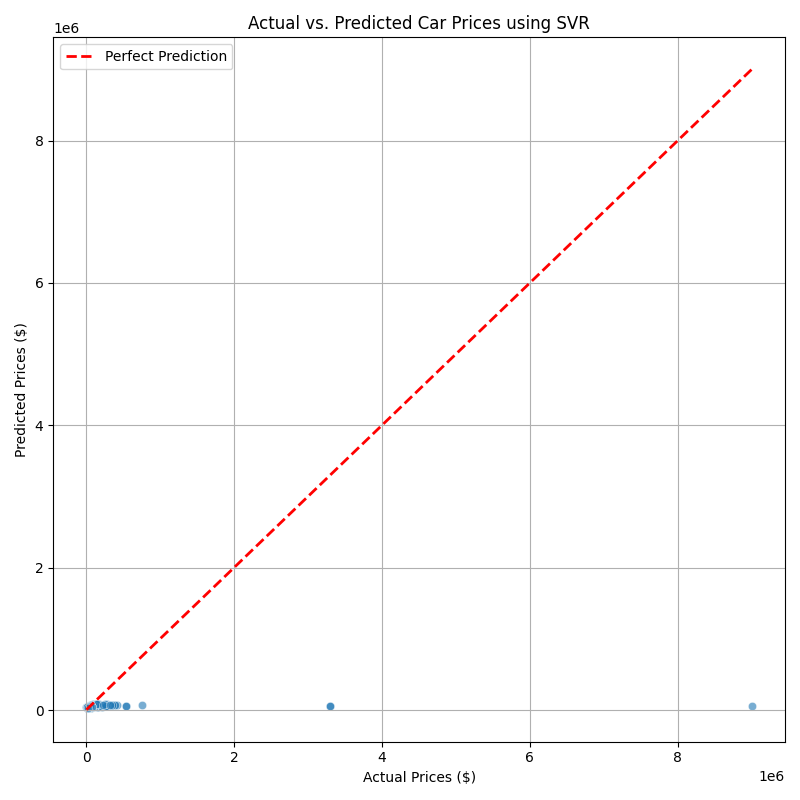 Actual vs. Predicted Car Prices using SVR
1e6
Perfect Prediction
8
6
4
2
0
Predicted Prices ($)
0 2 4 6 8
1e6
Actual Prices ($)